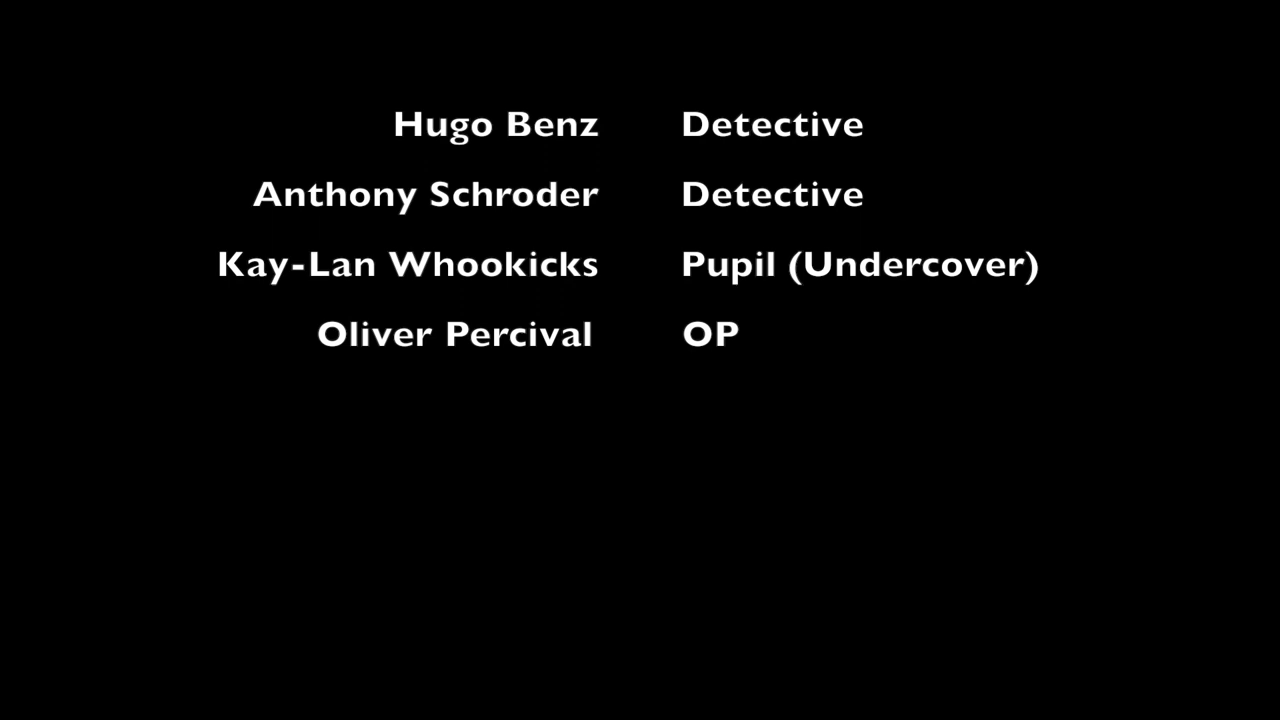 Hugo Benz Detective
Anthony Schroder Detective
Kay-Lan Whookicks Pupil (Undercover)
Oliver Percival OP